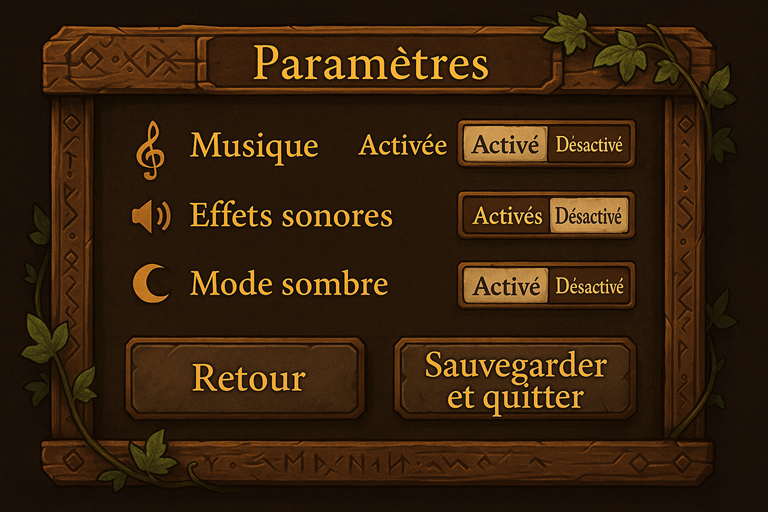 Paramètres
Musique Activée Activé Désactivé
Effets sonores Activés Désactivé
Mode sombre Activé Désactivé
Retour
Sauvegarder
et quitter